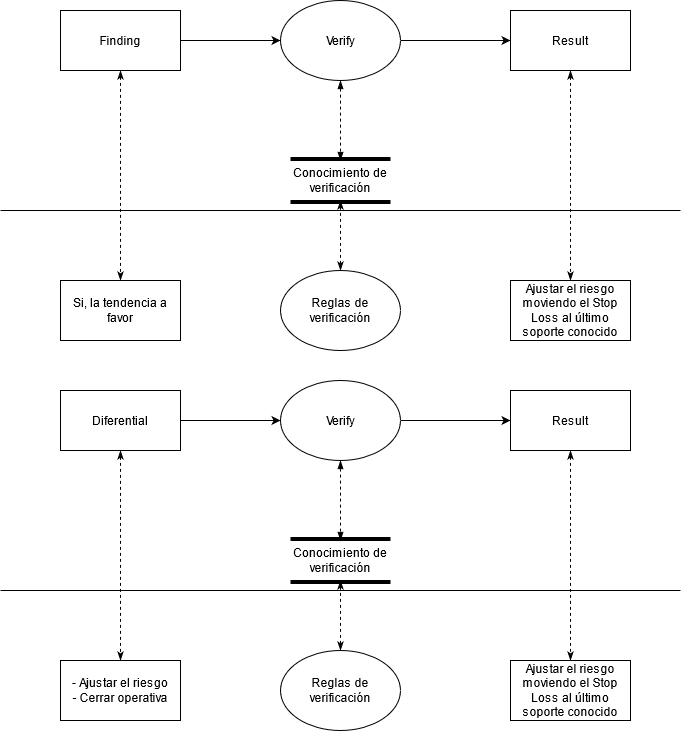 Finding
Verify
Result
Conocimiento de
verificación
Si, la tendencia a
favor
Reglas de
verificación
Ajustar el riesgo
moviendo el Stop
Loss al último
soporte conocido
Diferential
Verify
Result
Conocimiento de
verificación
- Ajustar el riesgo
- Cerrar operativa
Reglas de
verificación
Ajustar el riesgo
moviendo el Stop
Loss al último
soporte conocido